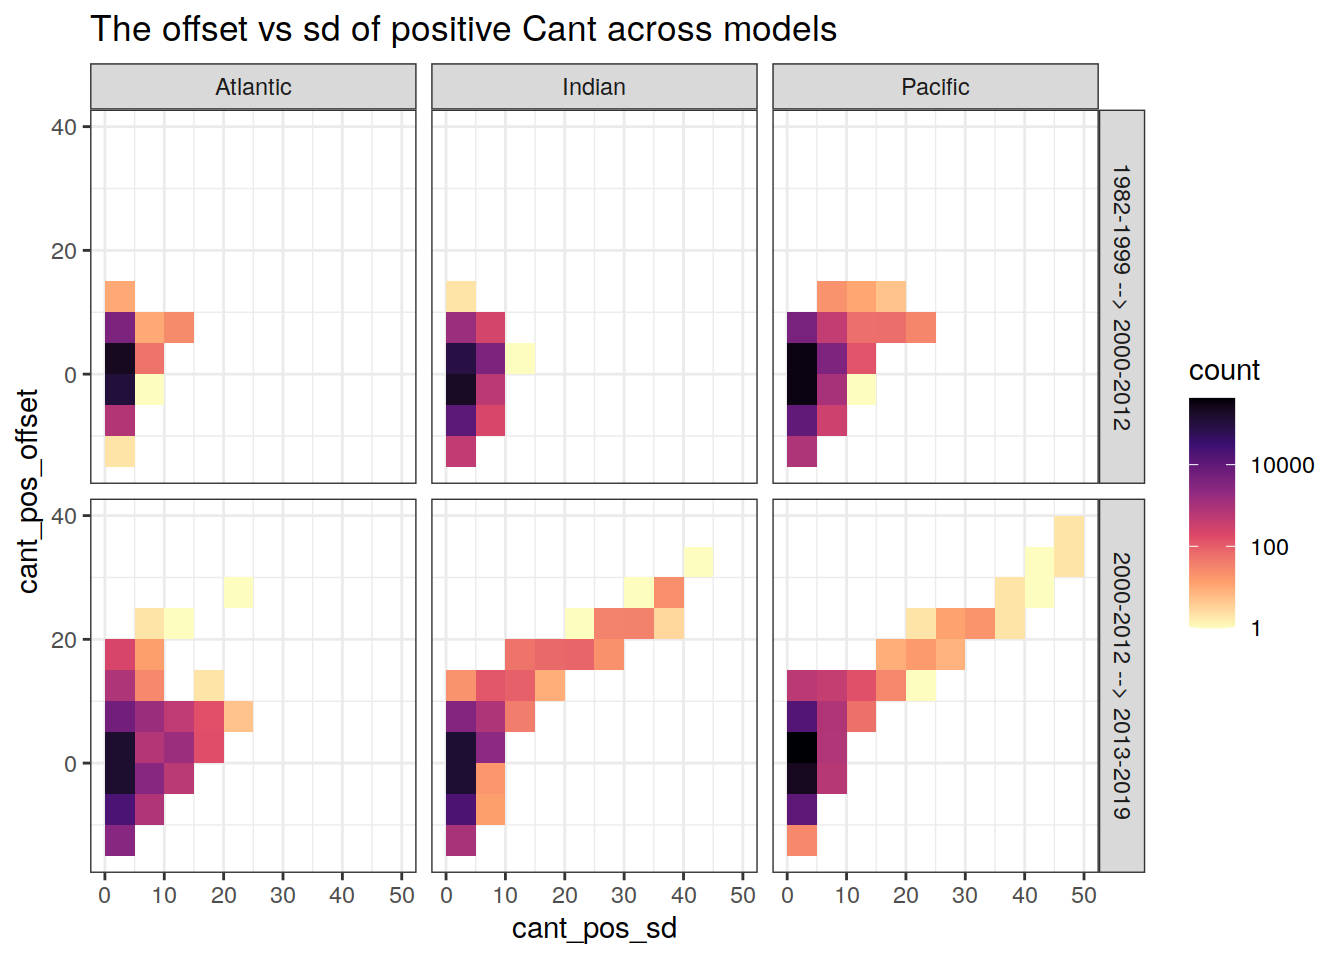 The offset vs sd of positive Cant across models
Atlantic Indian Pacific
40
20
0
1982-1999 --> 2000-2012
40
20
0
2000-2012 --> 2013-2019
cant_pos_offset
0 10 20 30 40 50 0 10 20 30 40 50 0 10 20 30 40 50
cant_pos_sd
count
10000
100
1